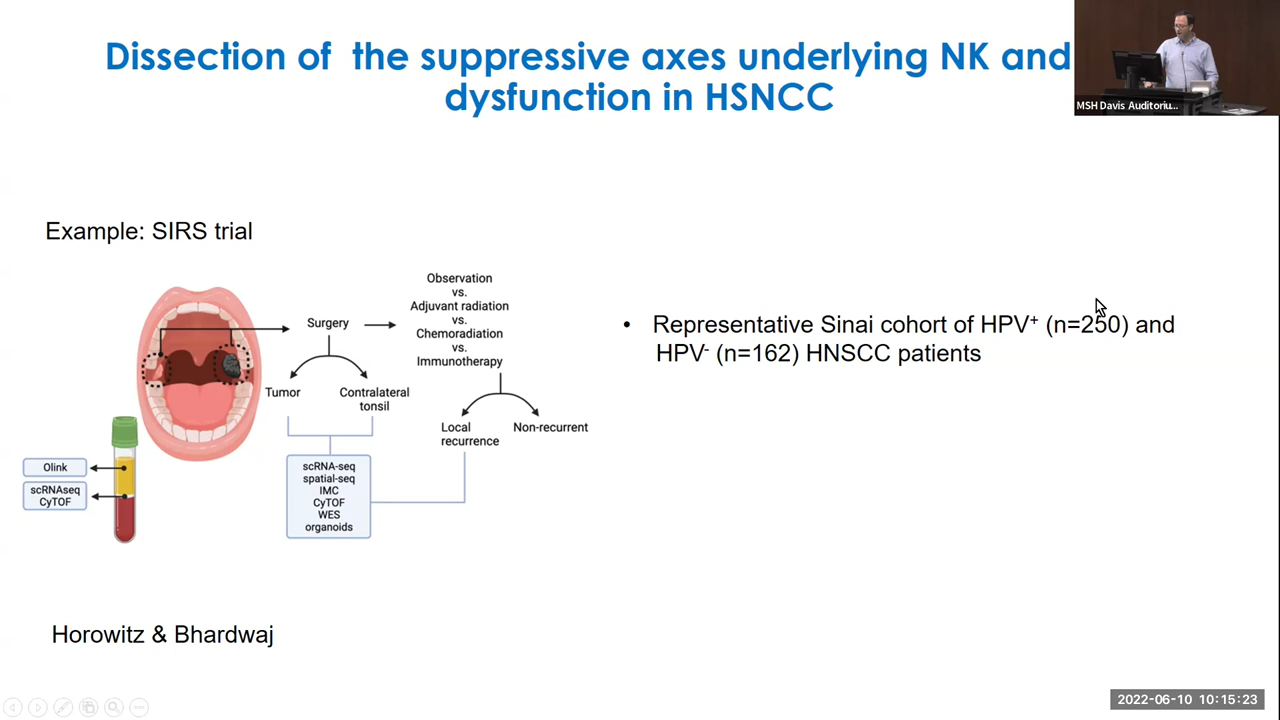 Dissection of the suppressive axes underlying NK and
dysfunction in HSNCC
MSH Davis Auditoriu...
Example: SIRS trial
Observation
vs.
Adjuvant radiation
vs.
Chemoradiation
vs.
Immunotherapy
Surgery
Tumor
Contralateral
tonsil
Local
recurrence
Non-recurrent
Olink
scRNAseq
CyTOF
scRNA-seq
spatial-seq
IMC
CyTOF
WES
organoids
• Representative Sinai cohort of HPV⁺ (n=250) and
HPV⁻ (n=162) HNSCC patients
Horowitz & Bhardwaj
2022-06-10 10:15:23